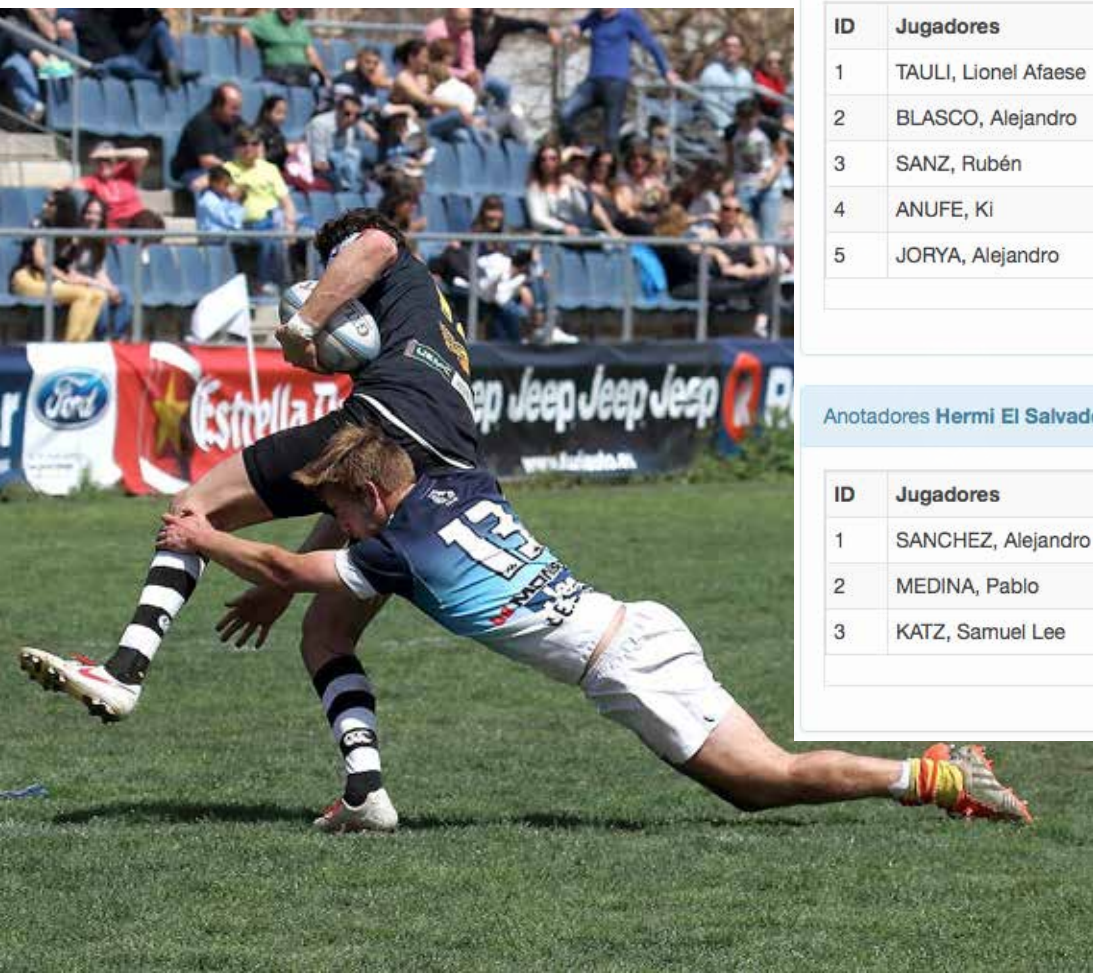 ID Jugadores
1 TAULI, Lionel Afaese
2 BLASCO, Alejandro
3 SANZ, Rubén
4 ANUFE, Ki
5 JORYA, Alejandro
Anotadores Hermi El Salvad
ID Jugadores
1 SANCHEZ, Alejandro
2 MEDINA, Pablo
3 KATZ, Samuel Lee
Ford
Estrella
Jeep Jeep Jeep
13